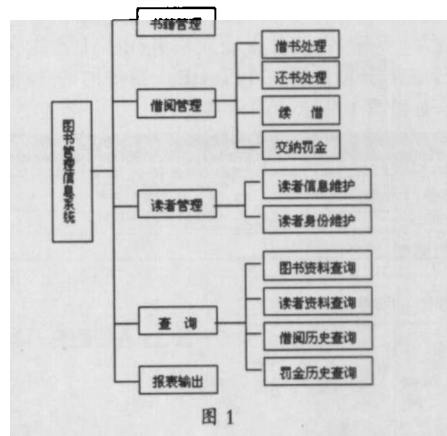 书籍管理
借书处理
还书处理
借阅管理
续 借
交纳罚金
图书管理信息系统
读者信息维护
读者管理
读者身份维护
图书资料查询
读者资料查询
查 询
借阅历史查询
罚金历史查询
报表输出
图 1